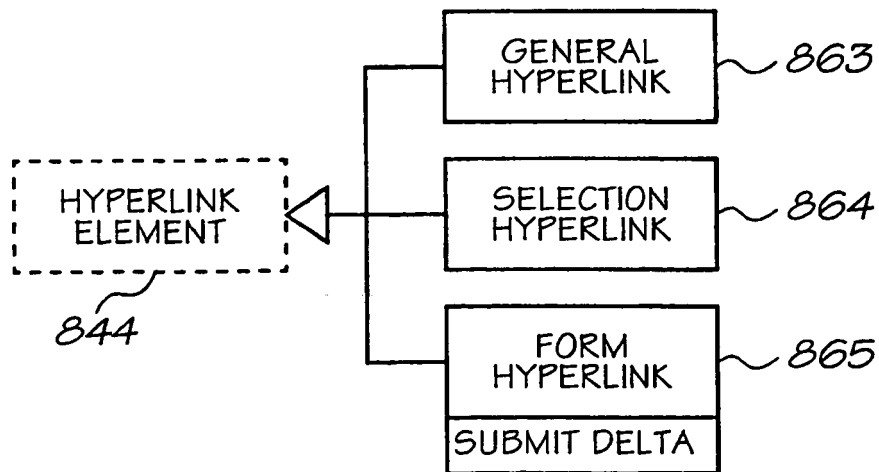 GENERAL
HYPERLINK
863
HYPERLINK
ELEMENT
844
SELECTION
HYPERLINK
864
FORM
HYPERLINK
865
SUBMIT DELTA